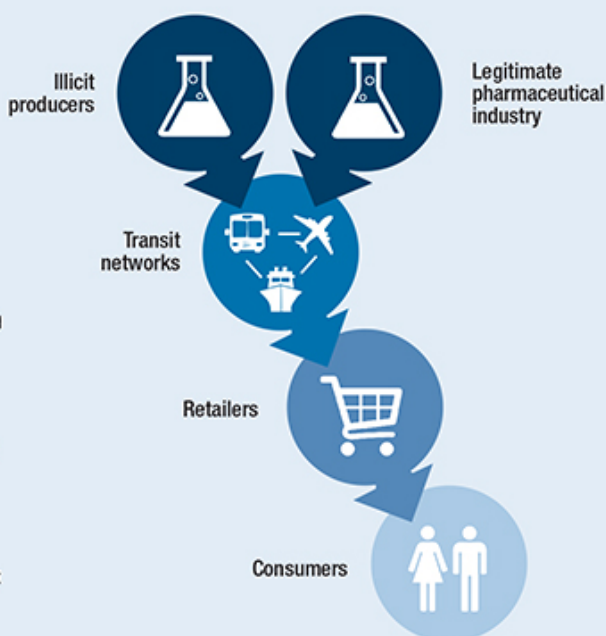 Illicit
producers
Legitimate
pharmaceutical
industry
Transit
networks
Retailers
Consumers